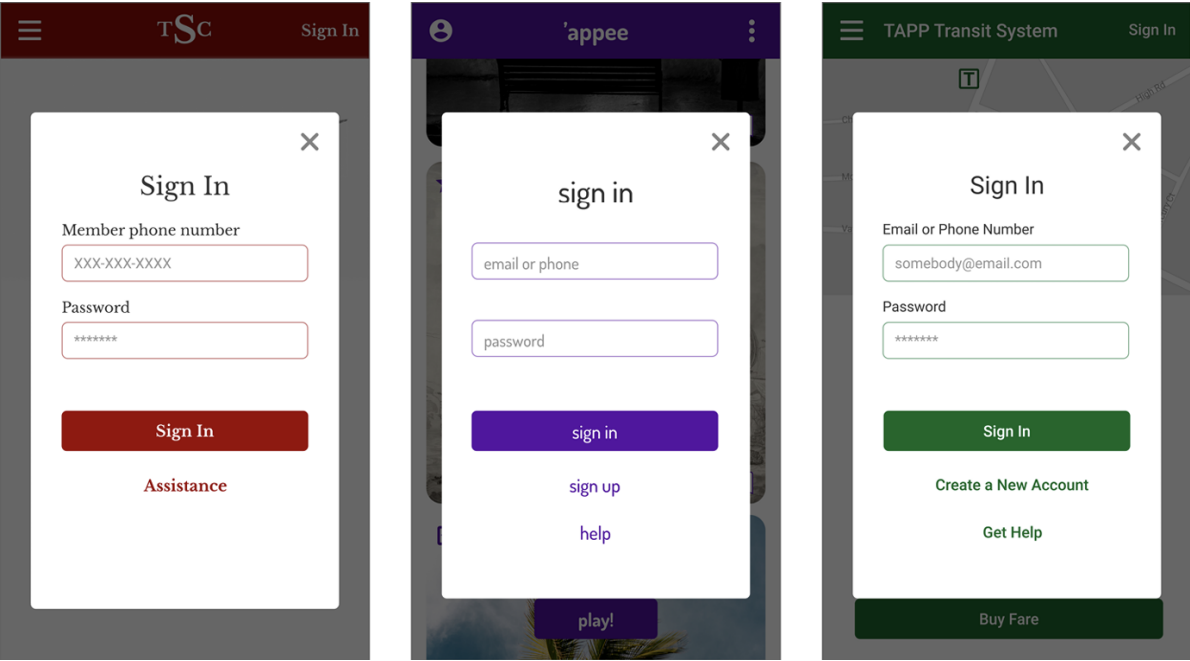 TSC
Sign In
Sign In
Member phone number
XXX-XXX-XXXX
Password
*******
Sign In
Assistance
'appee
sign in
email or phone
password
sign in
sign up
help
play!
TAPP Transit System
Sign In
T
High Rd
Sign In
Email or Phone Number
somebody@email.com
Password
*******
Sign In
Create a New Account
Get Help
Buy Fare